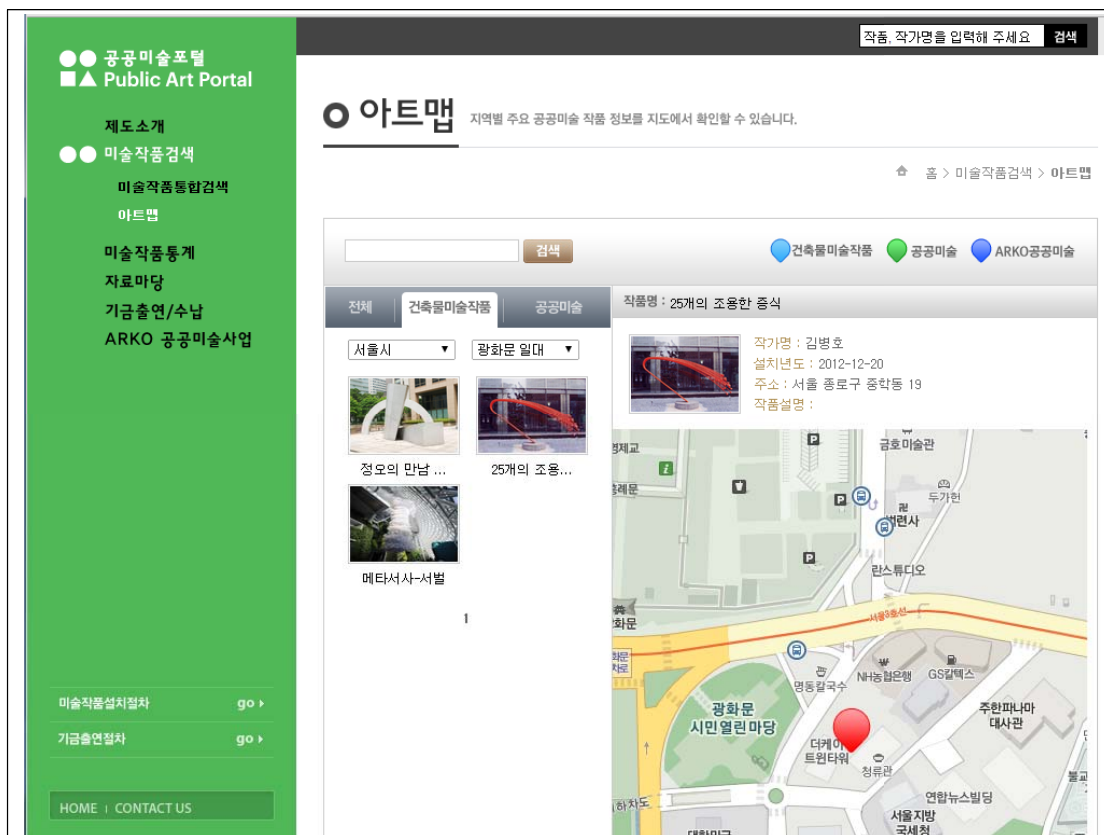 작품, 작가명을 입력해 주세요 검색
공공미술포털
Public Art Portal
제도소개
미술작품검색
미술작품통합검색
아트맵
미술작품통계
자료마당
기금출연/수납
ARKO 공공미술사업
미술작품설치절차 go
기금출연절차 go
HOME | CONTACT US
아트맵 지역별 주요 공공미술 작품 정보를 지도에서 확인할 수 있습니다.
홈 > 미술작품검색 > 아트맵
검색 건축물미술작품 공공미술 ARKO공공미술
전체 건축물미술작품 공공미술
서울시 광화문 일대
정오의 만남 ... 25개의 조용...
메타서사-서벌
1
작품명 : 25개의 조용한 증식
작가명 : 김병호
설치년도 : 2012-12-20
주소 : 서울 종로구 중학동 19
작품설명 :
금호미술관
두가헌
란스튜디오
서울3호선
명동칼국수
NH농협은행
GS칼텍스
광화문
시민열린마당
주한파나마
대사관
더케이
트윈타워
청류관
연합뉴스빌딩
서울지방
국세청